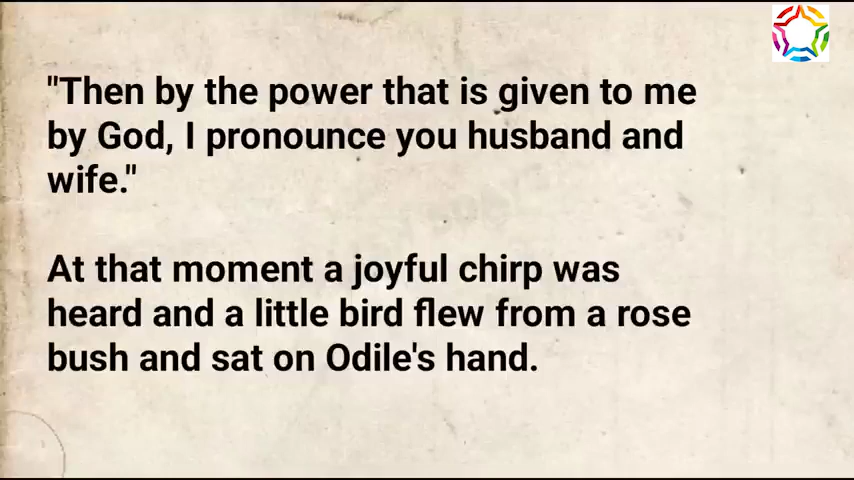 "Then by the power that is given to me
by God, I pronounce you husband and
wife."
At that moment a joyful chirp was
heard and a little bird flew from a rose
bush and sat on Odile's hand.